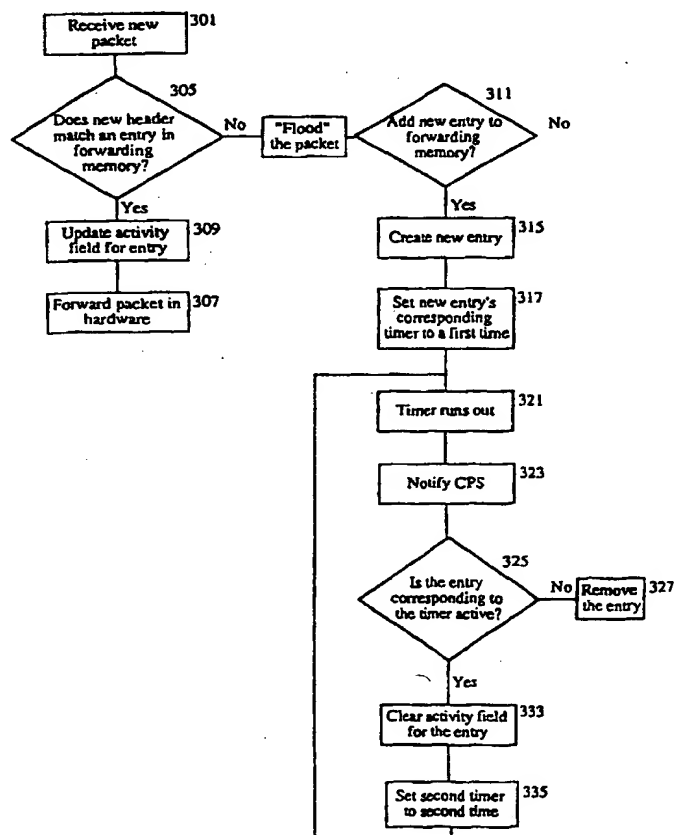 Receive new
packet
301
305
Does new header
match an entry in
forwarding
memory?
No
"Flood"
the packet
311
Add new entry to
forwarding
memory?
No
Yes
Update activity
field for entry
309
Forward packet in
hardware
307
Yes
Create new entry
315
Set new entry's
corresponding
timer to a first time
317
Timer runs out
321
Notify CPS
323
325
Is the entry
corresponding to
the timer active?
No
Remove
the entry
327
Yes
Clear activity field
for the entry
333
Set second timer
to second time
335